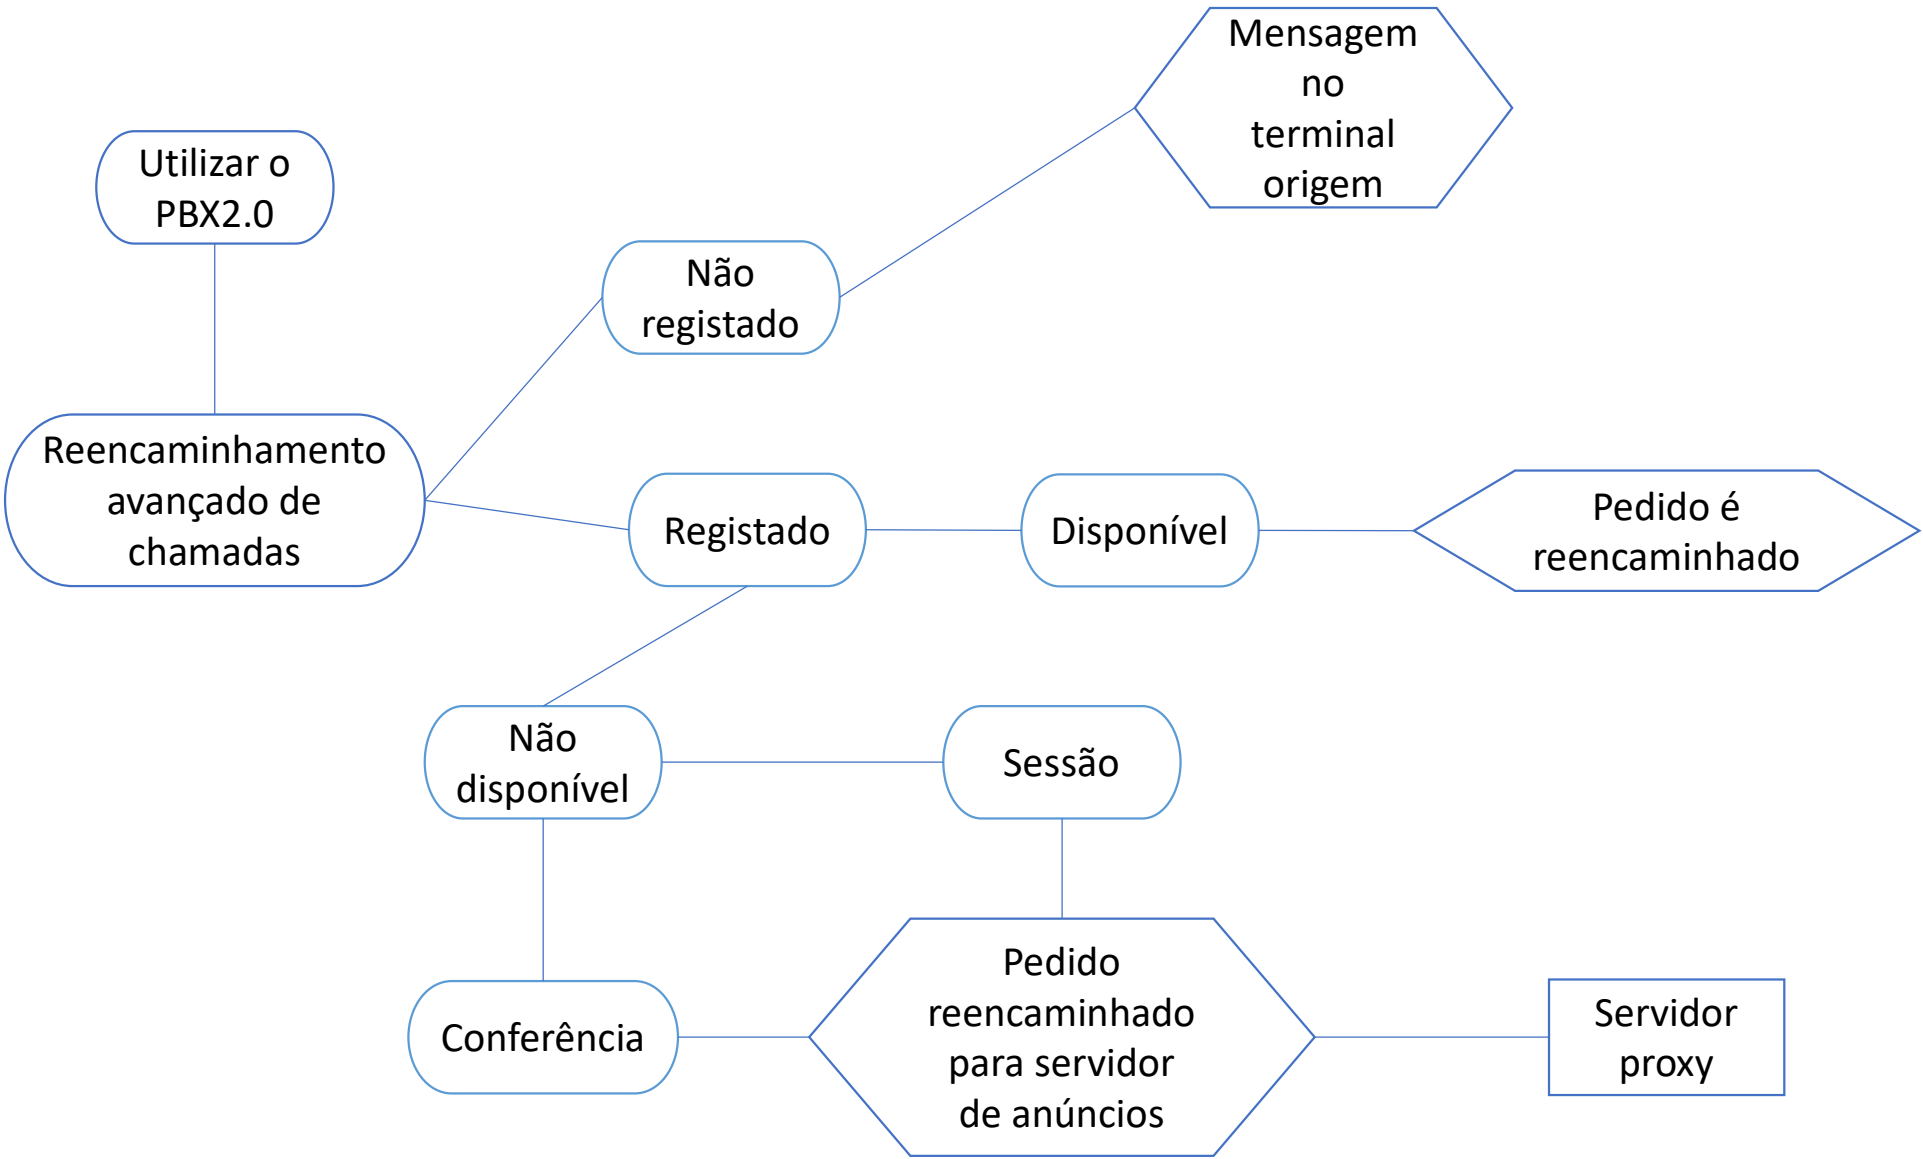 Mensagem
no
terminal
origem
Utilizar o
PBX2.0
Não
registado
Reencaminhamento
avançado de
chamadas
Registado
Disponível
Pedido é
reencaminhado
Não
disponível
Sessão
Conferência
Pedido
reencaminhado
para servidor
de anúncios
Servidor
proxy